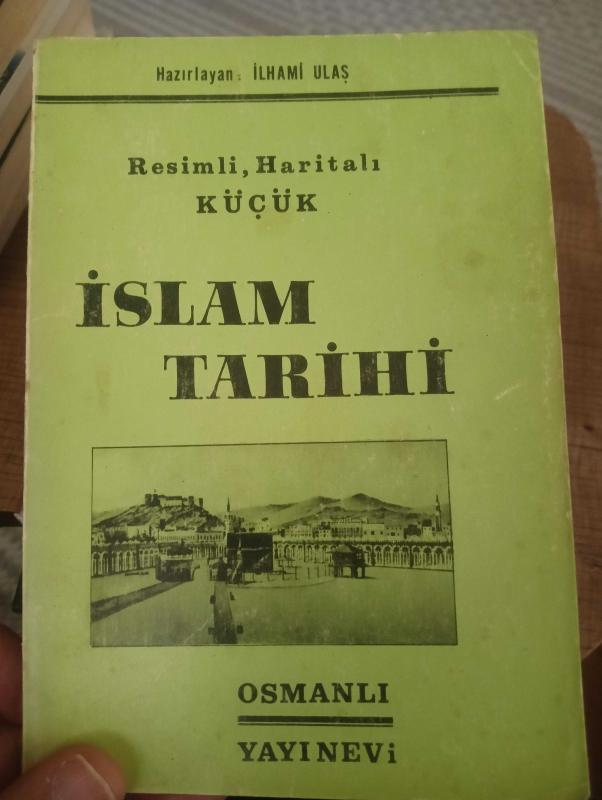 Hazırlayan: İLHAMİ ULAŞ
Resimli, Haritalı
KÜÇÜK
İSLAM
TARİHİ
OSMANLI
YAYINEVİ